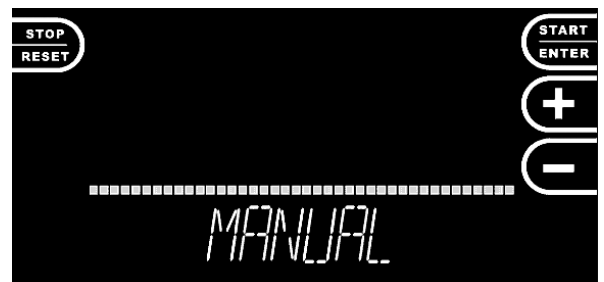 STOP
RESET
START
ENTER
+
-
MANUAL